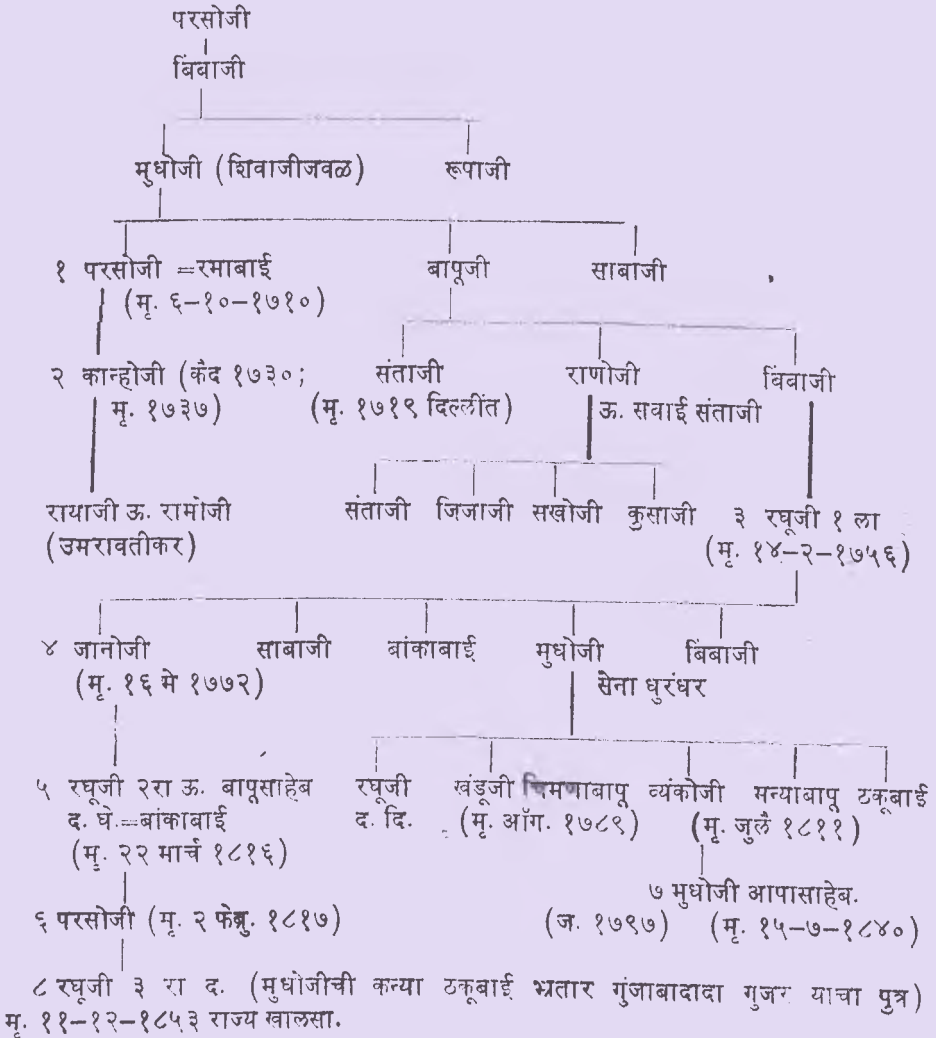 परसोजी
बिंबाजी
मुधोजी (शिवाजीजवळ) रूपाजी
१ परसोजी =रमाबाई बापूजी साबाजी
(मृ. ६-१०-१७१०)
२ कान्होजी (कैद १७३०; संताजी राणोजी बिंबाजी
मृ. १७३७) (मृ. १७१९ दिल्लींत) ऊ. सवाई संताजी
रायाजी ऊ. रामोजी संताजी जिजाजी सखोजी कुसाजी ३ रघूजी १ ला
(उमरावतीकर) (मृ. १४-२-१७५६)
४ जानोजी साबाजी बांकाबाई मुधोजी बिंबाजी
(मृ. १६ मे १७७२) सेना धुरंधर
५ रघूजी २रा ऊ. बापूसाहेब रघूजी खंडूजी चिमणाबापू व्यंकोजी मन्याबापू ठकूबाई
द. घे.=बांकाबाई द. दि. (मृ. ऑग. १७८९) (मृ. जुलै १८११)
(मृ. २२ मार्च १८१६)
७ मुधोजी आपासाहेब.
६ परसोजी (मृ. २ फेब्रु. १८१७) (ज. १७९७) (मृ. १५-७-१८४०)
८ रघूजी ३ रा द. (मुधोजीची कन्या ठकूबाई भ्रतार गुंजाबादादा गुजर याचा पुत्र)
मृ. ११-१२-१८५३ राज्य खालसा.